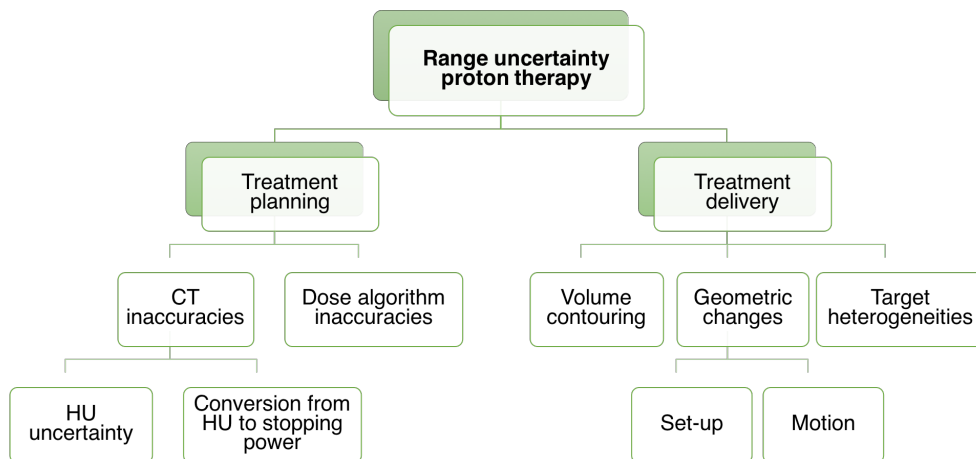 Range uncertainty
proton therapy
Treatment
planning
Treatment
delivery
CT
inaccuracies
Dose algorithm
inaccuracies
Volume
contouring
Geometric
changes
Target
heterogeneities
HU
uncertainty
Conversion from
HU to stopping
power
Set-up
Motion